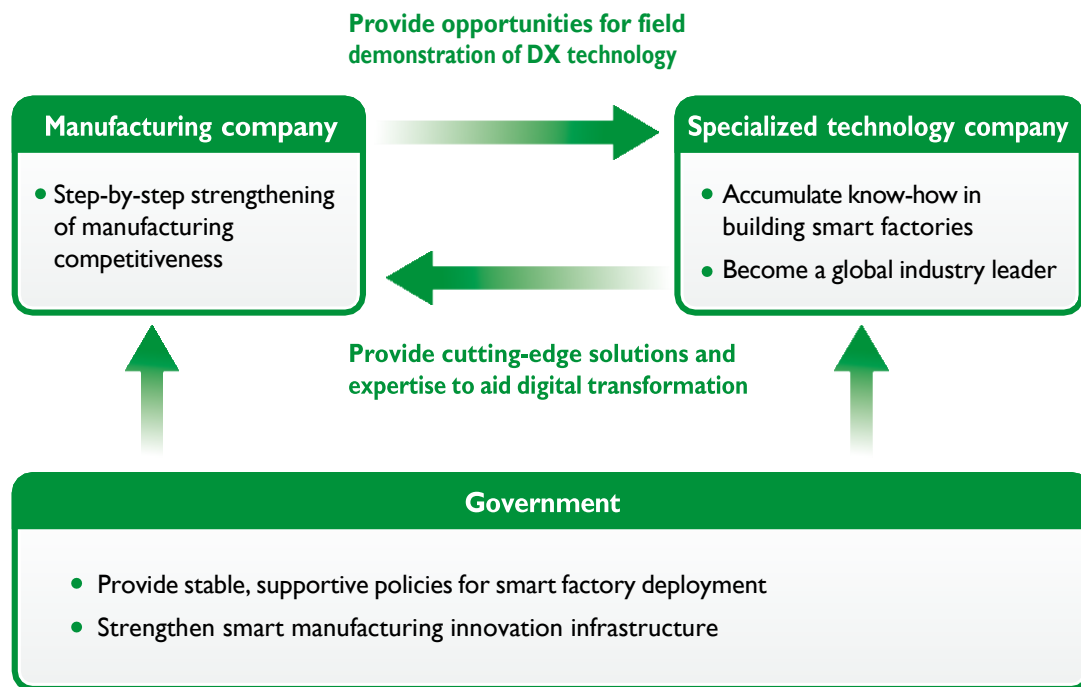 Provide opportunities for field
demonstration of DX technology
Manufacturing company
• Step-by-step strengthening
of manufacturing
competitiveness
Specialized technology company
• Accumulate know-how in
building smart factories
• Become a global industry leader
Provide cutting-edge solutions and
expertise to aid digital transformation
Government
• Provide stable, supportive policies for smart factory deployment
• Strengthen smart manufacturing innovation infrastructure